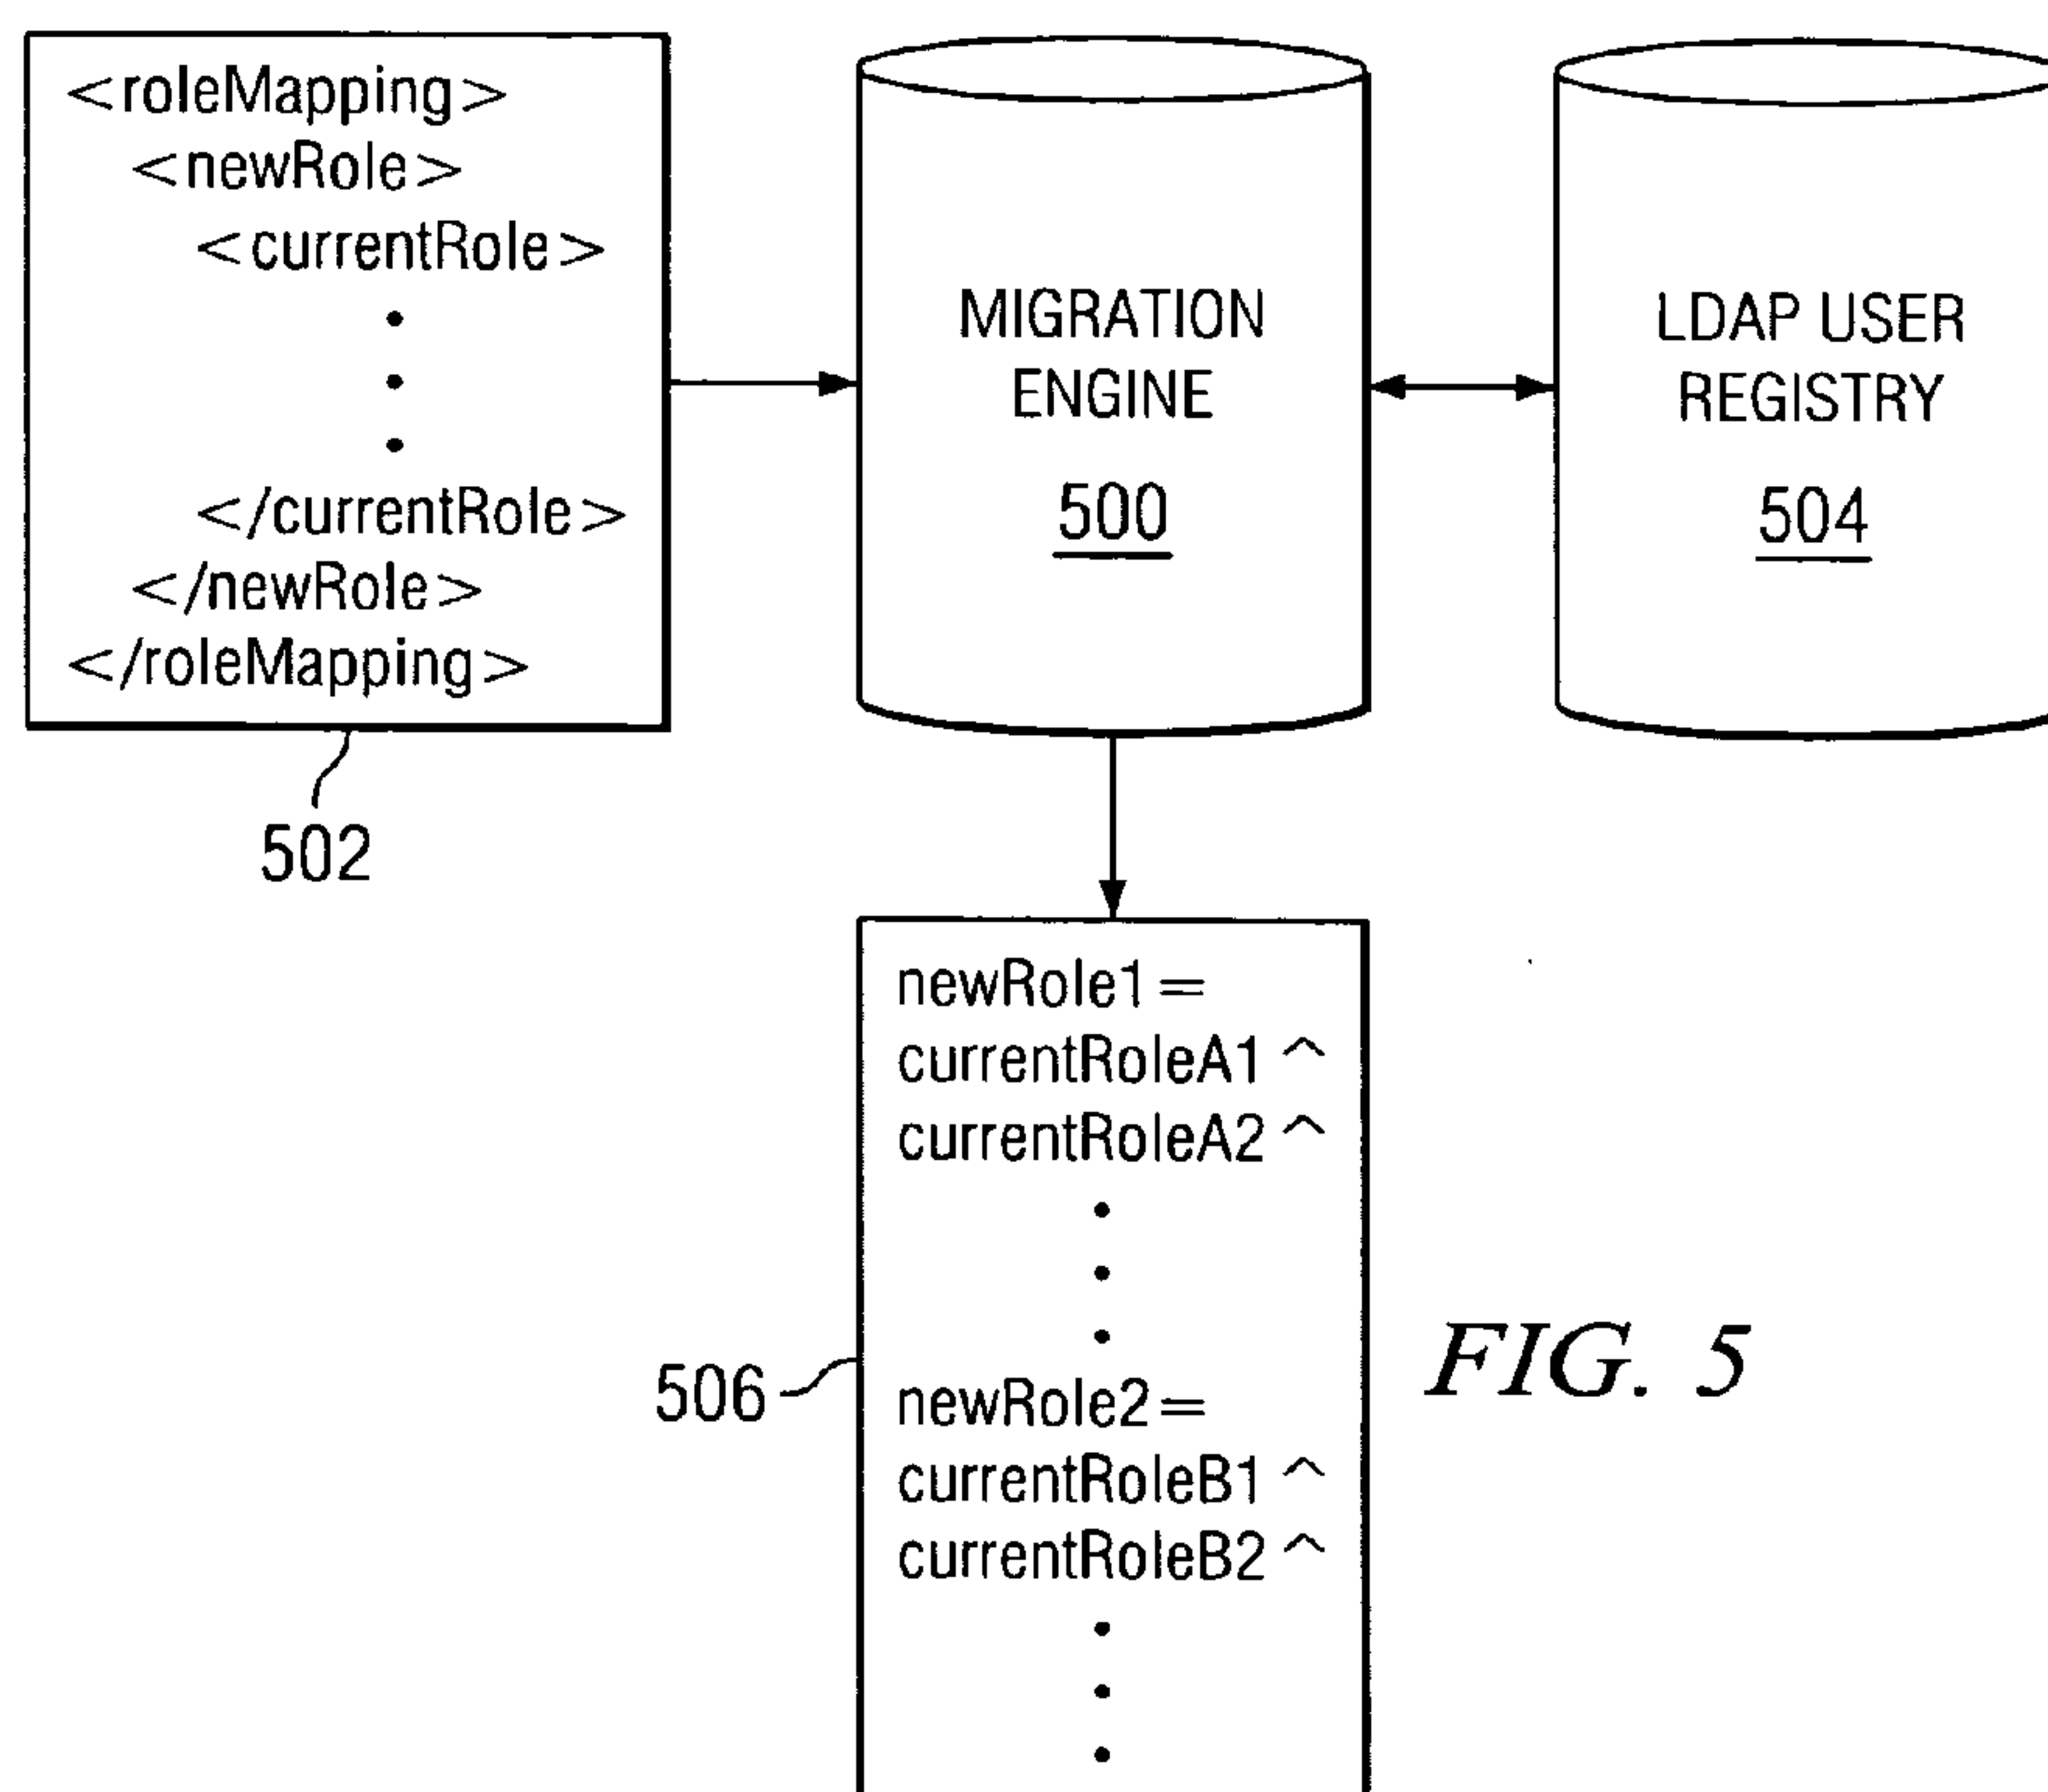 <roleMapping>
<newRole>
<currentRole>
</currentRole>
</newRole>
</roleMapping>
502
MIGRATION
ENGINE
500
LDAP USER
REGISTRY
504
newRole1=
currentRoleA1 ^
currentRoleA2 ^
newRole2=
currentRoleB1 ^
currentRoleB2 ^
506
FIG. 5